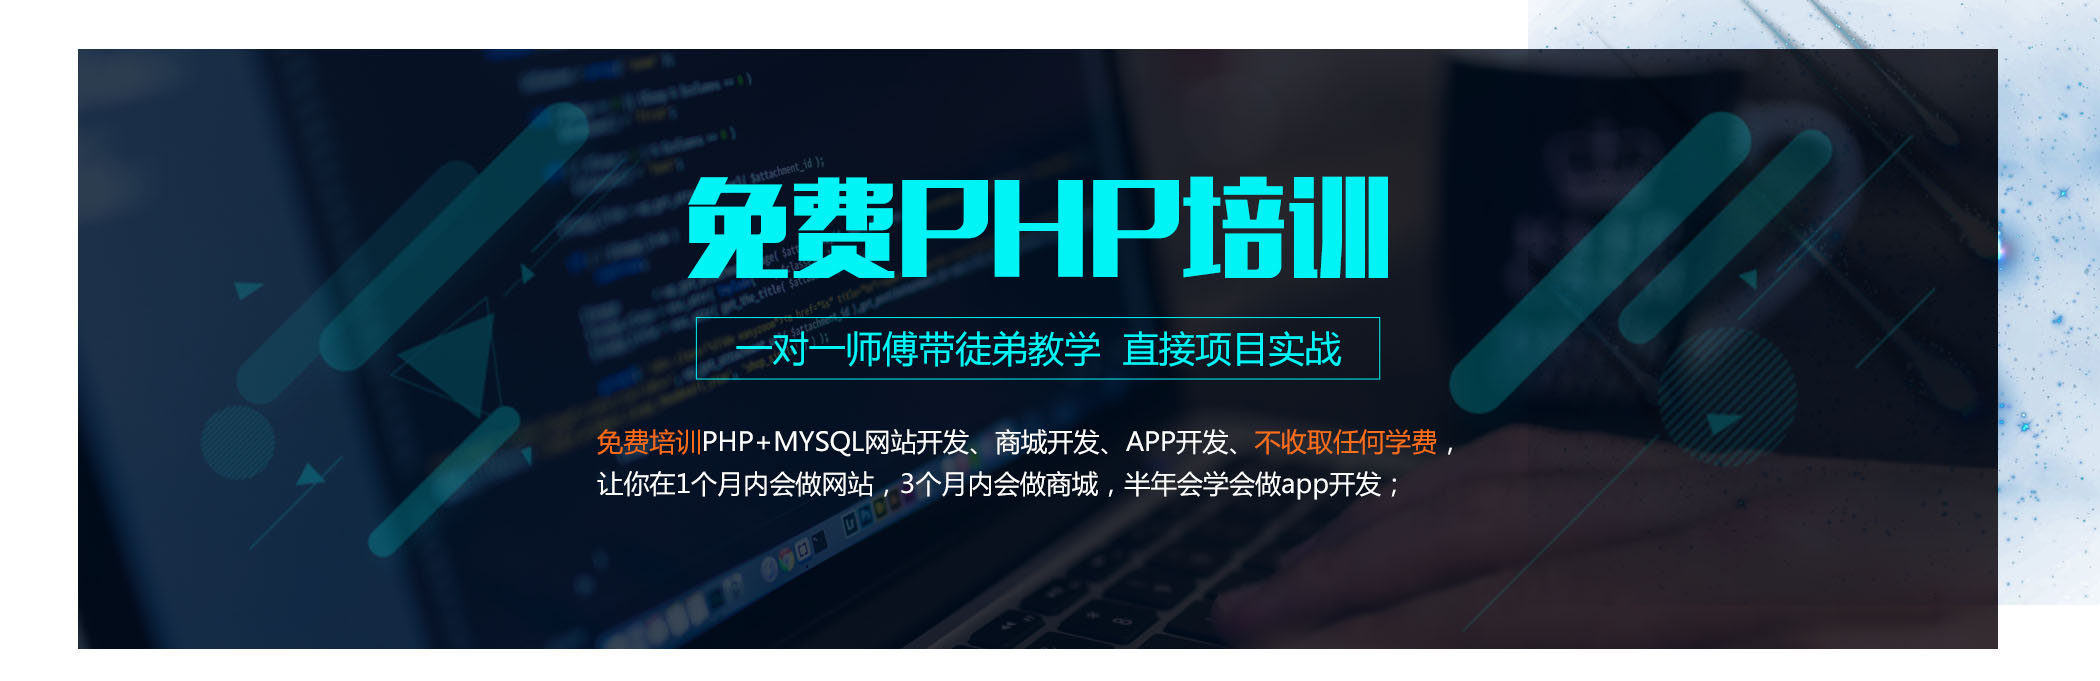 免费PHP培训
一对一师傅带徒弟教学 直接项目实战
免费培训PHP+MYSQL网站开发、商城开发、APP开发、不收取任何学费，
让你在1个月内会做网站，3个月内会做商城，半年会学会做app开发；